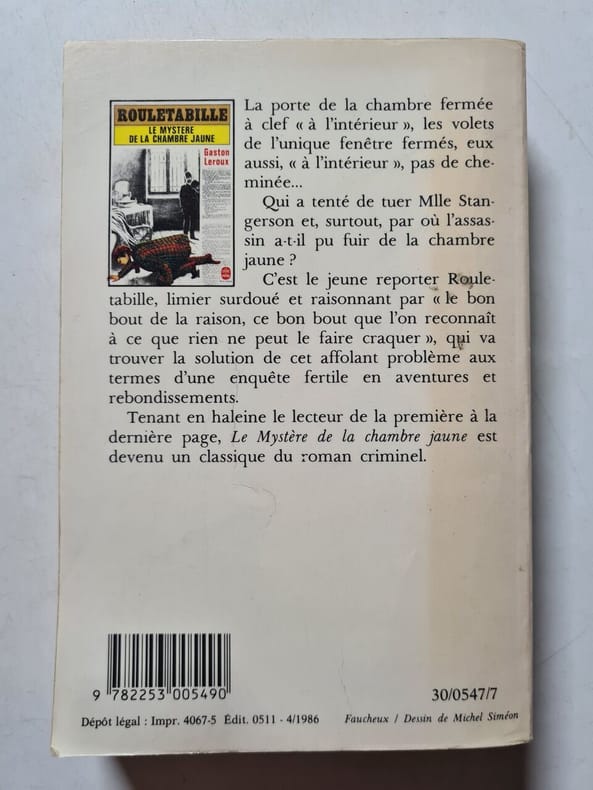 ROULETABILLE
LE MYSTÈRE
DE LA CHAMBRE JAUNE
Gaston
Leroux
La porte de la chambre fermée
à clef « à l'intérieur », les volets
de l'unique fenêtre fermés, eux
aussi, « à l'intérieur », pas de che-
minée...
Qui a tenté de tuer Mlle Stan-
gerson et, surtout, par où l'assas-
sin a-t-il pu fuir de la chambre
jaune ?
C'est le jeune reporter Roule-
tabille, limier surdoué et raisonnant par « le bon
bout de la raison, ce bon bout que l'on reconnaît
à ce que rien ne peut le faire craquer », qui va
trouver la solution de cet affolant problème aux
termes d'une enquête fertile en aventures et
rebondissements.
Tenant en haleine le lecteur de la première à la
dernière page, Le Mystère de la chambre jaune est
devenu un classique du roman criminel.
9 782253 005490
30/0547/7
Dépôt légal : Impr. 4067-5 Édit. 0511 - 4/1986
Faucheux / Dessin de Michel Siméon